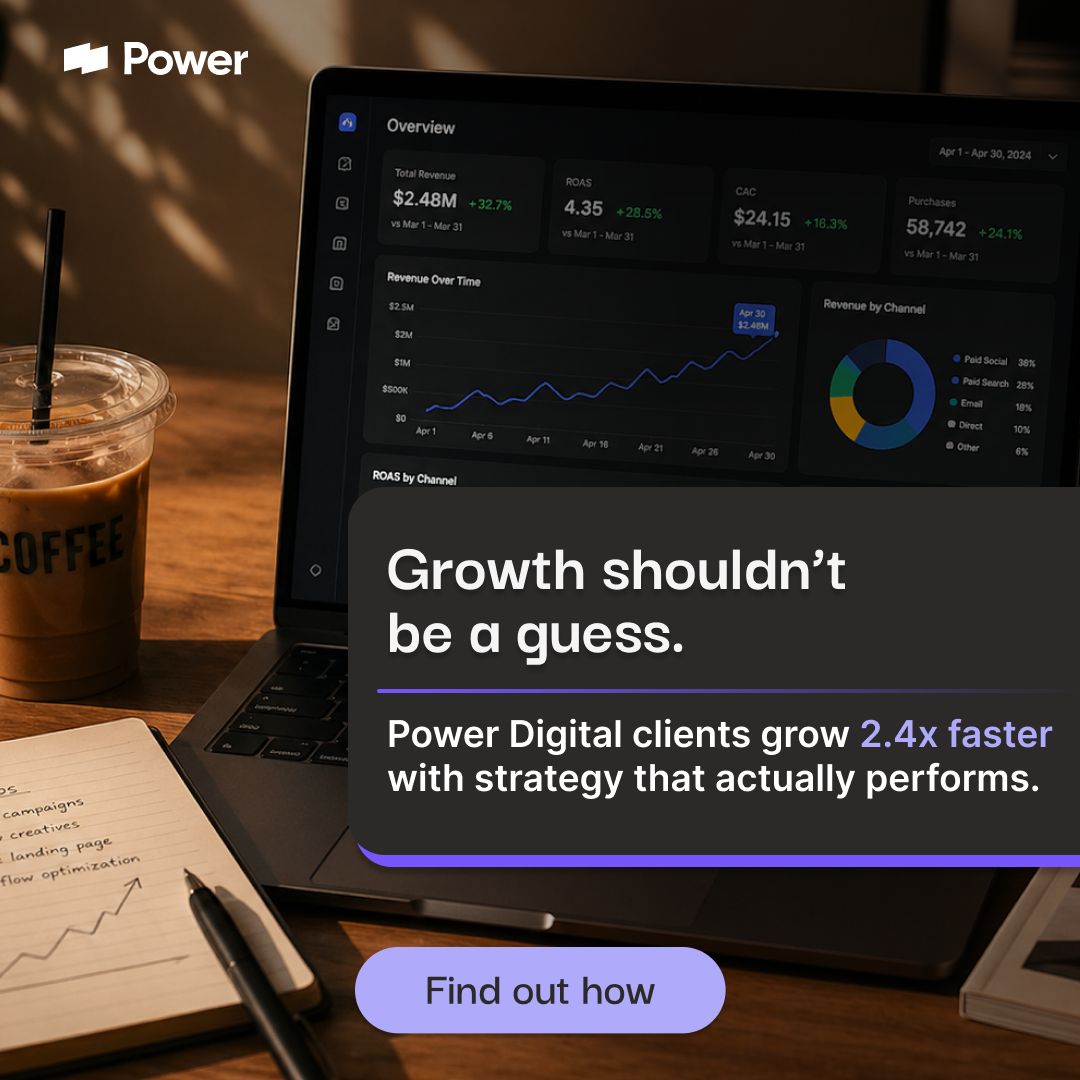 Power
Overview
Apr 1 - Apr 30, 2024
Total Revenue
$2.48M +32.7%
vs Mar 1 - Mar 31
ROAS
4.35 +28.5%
vs Mar 1 - Mar 31
CAC
$24.15 +16.3%
vs Mar 1 - Mar 31
Purchases
58,742 +24.1%
vs Mar 1 - Mar 31
Revenue Over Time
$2.5M
$2M
$1M
$500K
$0
Apr 30
$2.48M
Apr 1 Apr 6 Apr 11 Apr 16 Apr 21 Apr 26 Apr 30
Revenue by Channel
Paid Social 38%
Paid Search 28%
Email 18%
Direct 10%
Other 6%
ROAS by Channel
COFFEE
Growth shouldn’t
be a guess.
Power Digital clients grow 2.4x faster
with strategy that actually performs.
campaigns
creatives
landing page
flow optimization
Find out how